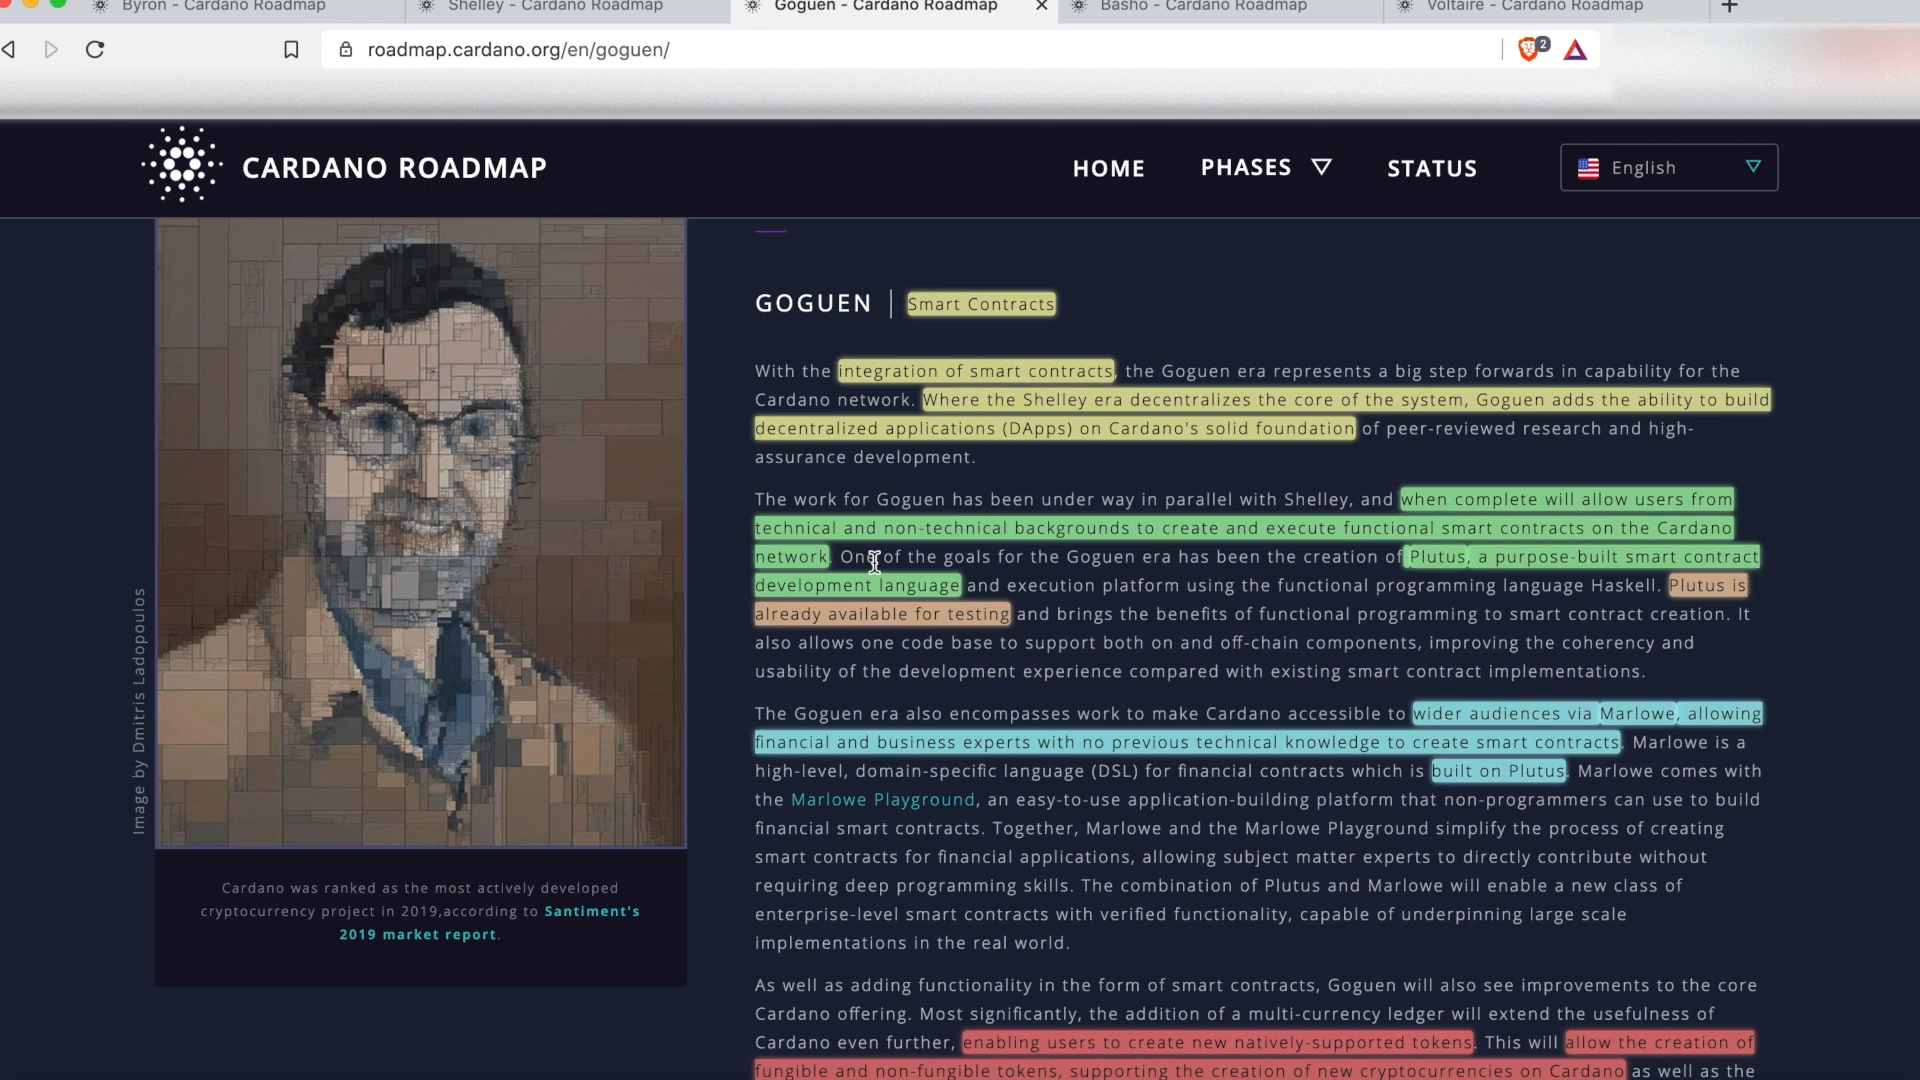 Byron - Cardano Roadmap
Shelley - Cardano Roadmap
Goguen - Cardano Roadmap
Basho - Cardano Roadmap
Voltaire - Cardano Roadmap
roadmap.cardano.org/en/goguen/
2
CARDANO ROADMAP
HOME
PHASES
STATUS
English
Image by Dmitris Ladopoulos
Cardano was ranked as the most actively developed
cryptocurrency project in 2019,according to Santiment's
2019 market report.
GOGUEN | Smart Contracts
With the integration of smart contracts, the Goguen era represents a big step forwards in capability for the
Cardano network. Where the Shelley era decentralizes the core of the system, Goguen adds the ability to build
decentralized applications (DApps) on Cardano's solid foundation of peer-reviewed research and high-
assurance development.
The work for Goguen has been under way in parallel with Shelley, and when complete will allow users from
technical and non-technical backgrounds to create and execute functional smart contracts on the Cardano
network. One of the goals for the Goguen era has been the creation of Plutus, a purpose-built smart contract
development language and execution platform using the functional programming language Haskell. Plutus is
already available for testing and brings the benefits of functional programming to smart contract creation. It
also allows one code base to support both on and off-chain components, improving the coherency and
usability of the development experience compared with existing smart contract implementations.
The Goguen era also encompasses work to make Cardano accessible to wider audiences via Marlowe, allowing
financial and business experts with no previous technical knowledge to create smart contracts. Marlowe is a
high-level, domain-specific language (DSL) for financial contracts which is built on Plutus. Marlowe comes with
the Marlowe Playground, an easy-to-use application-building platform that non-programmers can use to build
financial smart contracts. Together, Marlowe and the Marlowe Playground simplify the process of creating
smart contracts for financial applications, allowing subject matter experts to directly contribute without
requiring deep programming skills. The combination of Plutus and Marlowe will enable a new class of
enterprise-level smart contracts with verified functionality, capable of underpinning large scale
implementations in the real world.
As well as adding functionality in the form of smart contracts, Goguen will also see improvements to the core
Cardano offering. Most significantly, the addition of a multi-currency ledger will extend the usefulness of
Cardano even further, enabling users to create new natively-supported tokens. This will allow the creation of
fungible and non-fungible tokens, supporting the creation of new cryptocurrencies on Cardano as well as the